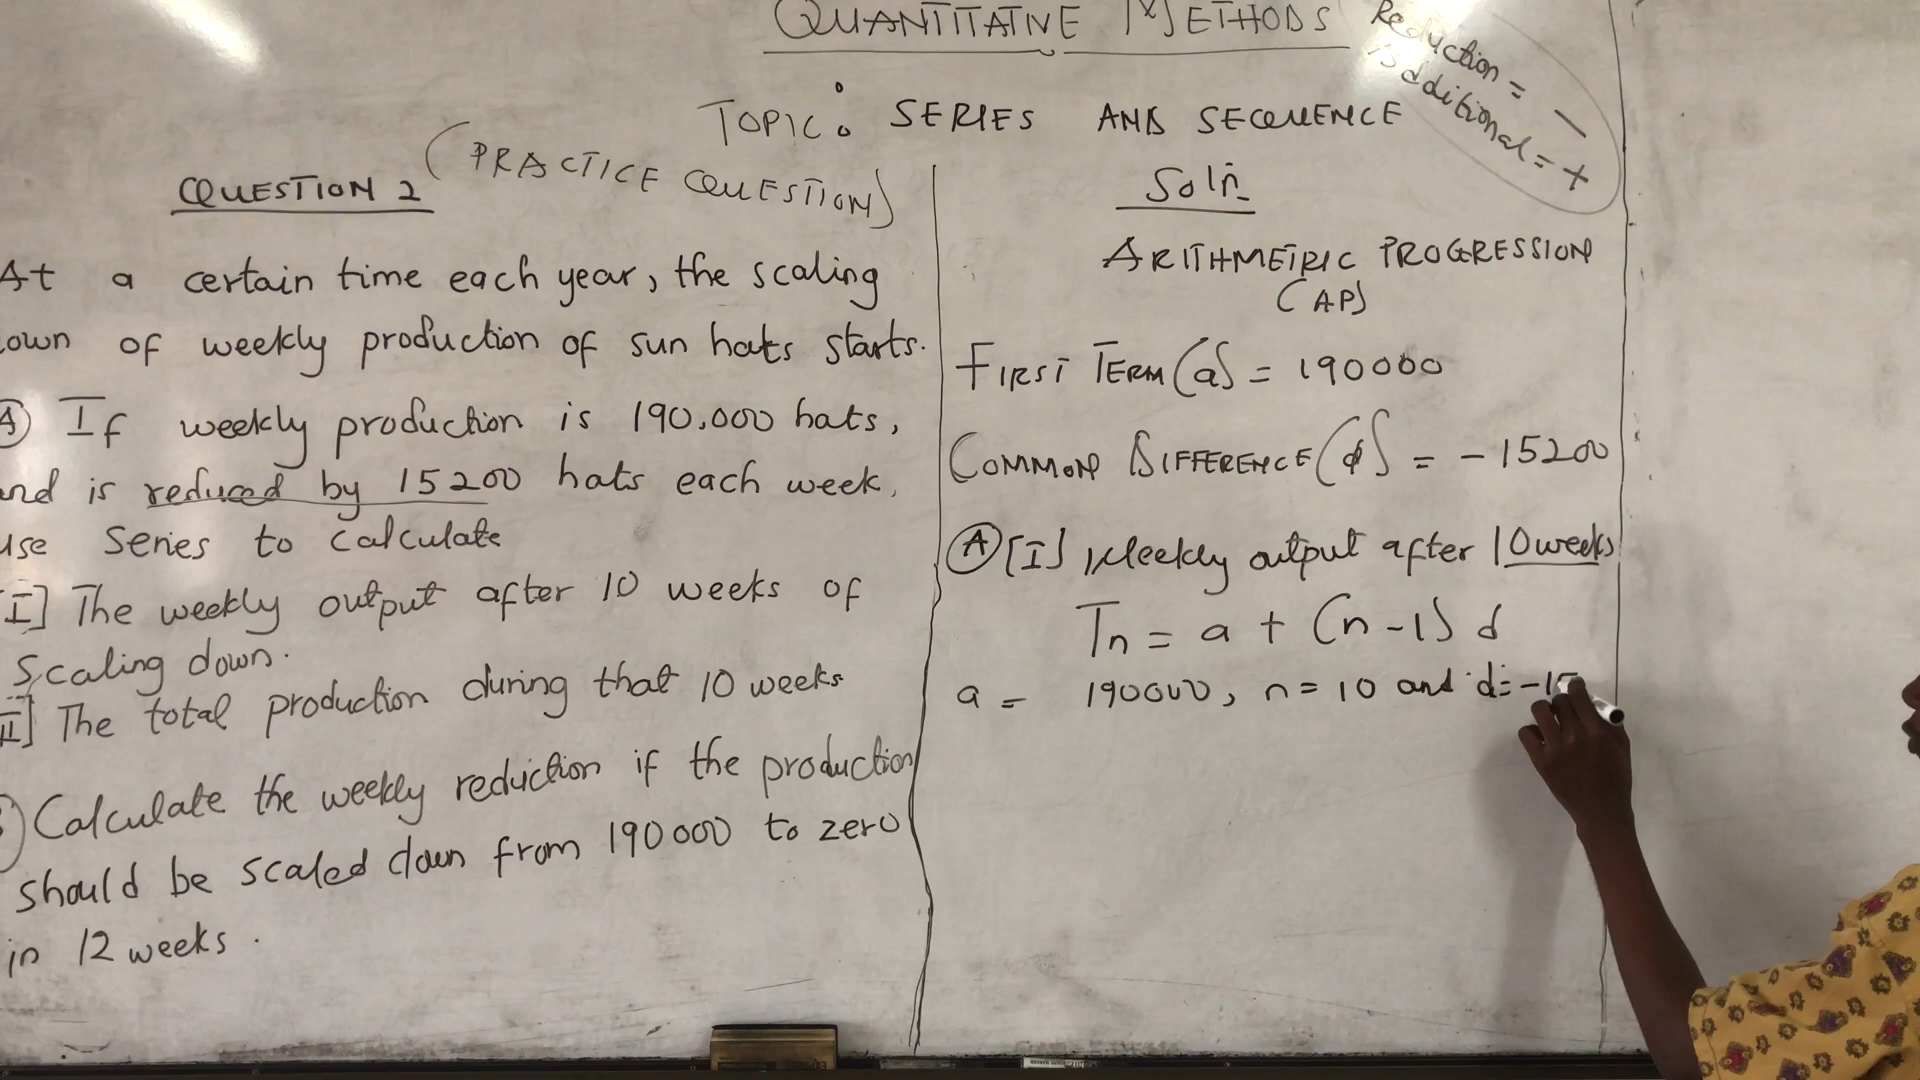 QUANTITATIVE METHODS
Reduction = -
Additional = +
TOPIC: SERIES AND SEQUENCE
QUESTION 2 (PRACTICE QUESTION)
At a certain time each year, the scaling
own of weekly production of sun hats starts.
A) If weekly production is 190,000 hats,
and is reduced by 15200 hats each week,
use series to calculate
I] The weekly output after 10 weeks of
Scaling down.
II] The total production during that 10 weeks
) Calculate the weekly reduction if the production
should be scaled down from 190000 to zero
in 12 weeks.
Soln
ARITHMETRIC PROGRESSION
(AP)
FIRST TERM (a) = 190000
COMMON DIFFERENCE (d) = -15200
A [I] Weekly output after 10 weeks
Tn = a + (n-1) d
a = 190000, n = 10 and d = -15